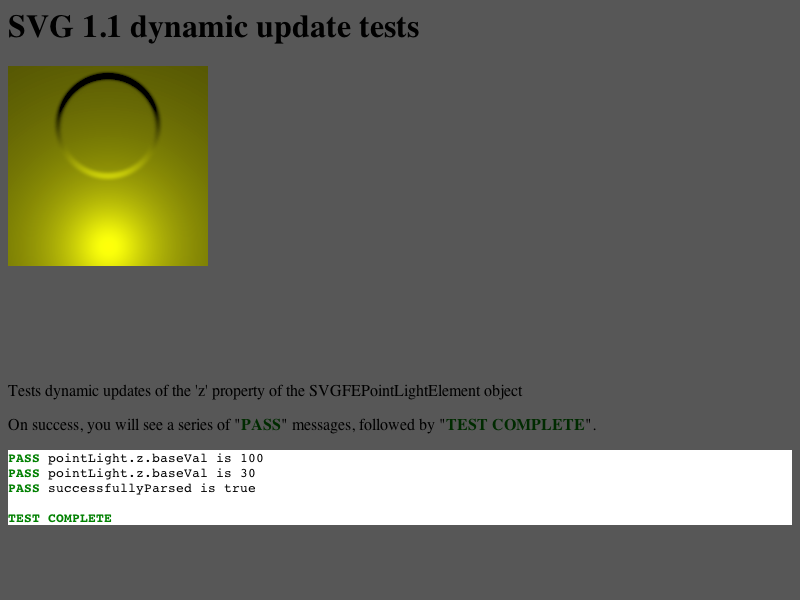 SVG 1.1 dynamic update tests
Tests dynamic updates of the 'z' property of the SVGFEPointLightElement object
On success, you will see a series of "PASS" messages, followed by "TEST COMPLETE".
PASS pointLight.z.baseVal is 100
PASS pointLight.z.baseVal is 30
PASS successfullyParsed is true
TEST COMPLETE